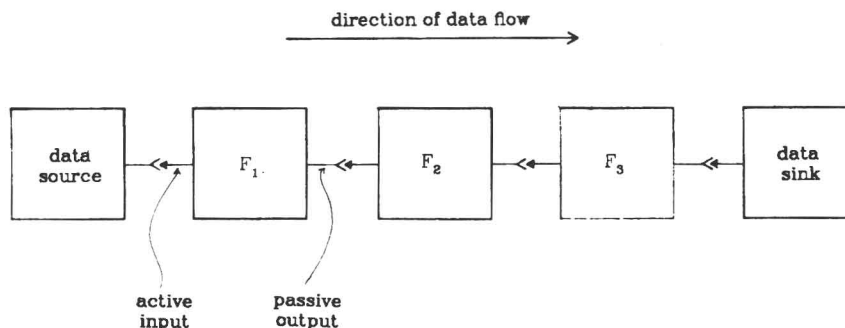 direction of data flow
data
source
F₁.
F₂
F₃
data
sink
active
input
passive
output